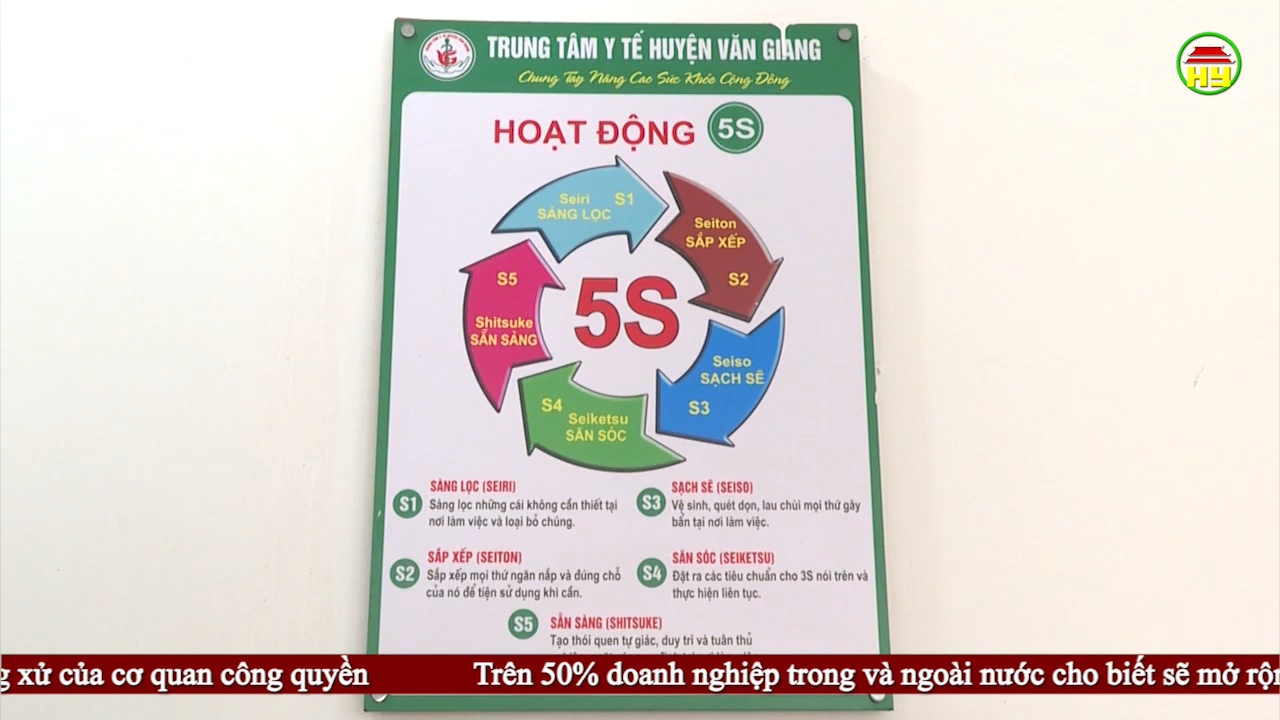 TRUNG TÂM Y TẾ HUYỆN VĂN GIANG
Chung Tay Nâng Cao Sức Khỏe Cộng Đồng
HY
HOẠT ĐỘNG 5S
Seiri S1
SÀNG LỌC
Seiton
SẮP XẾP
S2
Seiso
SẠCH SẼ
S3
S4
Seiketsu
SĂN SÓC
S5
Shitsuke
SẴN SÀNG
5S
S1
SÀNG LỌC (SEIRI)
Sàng lọc những cái không cần thiết tại
nơi làm việc và loại bỏ chúng.
S2
SẮP XẾP (SEITON)
Sắp xếp mọi thứ ngăn nắp và đúng chỗ
của nó để tiện sử dụng khi cần.
S3
SẠCH SẼ (SEISO)
Vệ sinh, quét dọn, lau chùi mọi thứ gây
bẩn tại nơi làm việc.
S4
SĂN SÓC (SEIKETSU)
Đặt ra các tiêu chuẩn cho 3S nói trên và
thực hiện liên tục.
S5
SẴN SÀNG (SHITSUKE)
Tạo thói quen tự giác, duy trì và tuân thủ
g xử của cơ quan công quyền Trên 50% doanh nghiệp trong và ngoài nước cho biết sẽ mở rộn